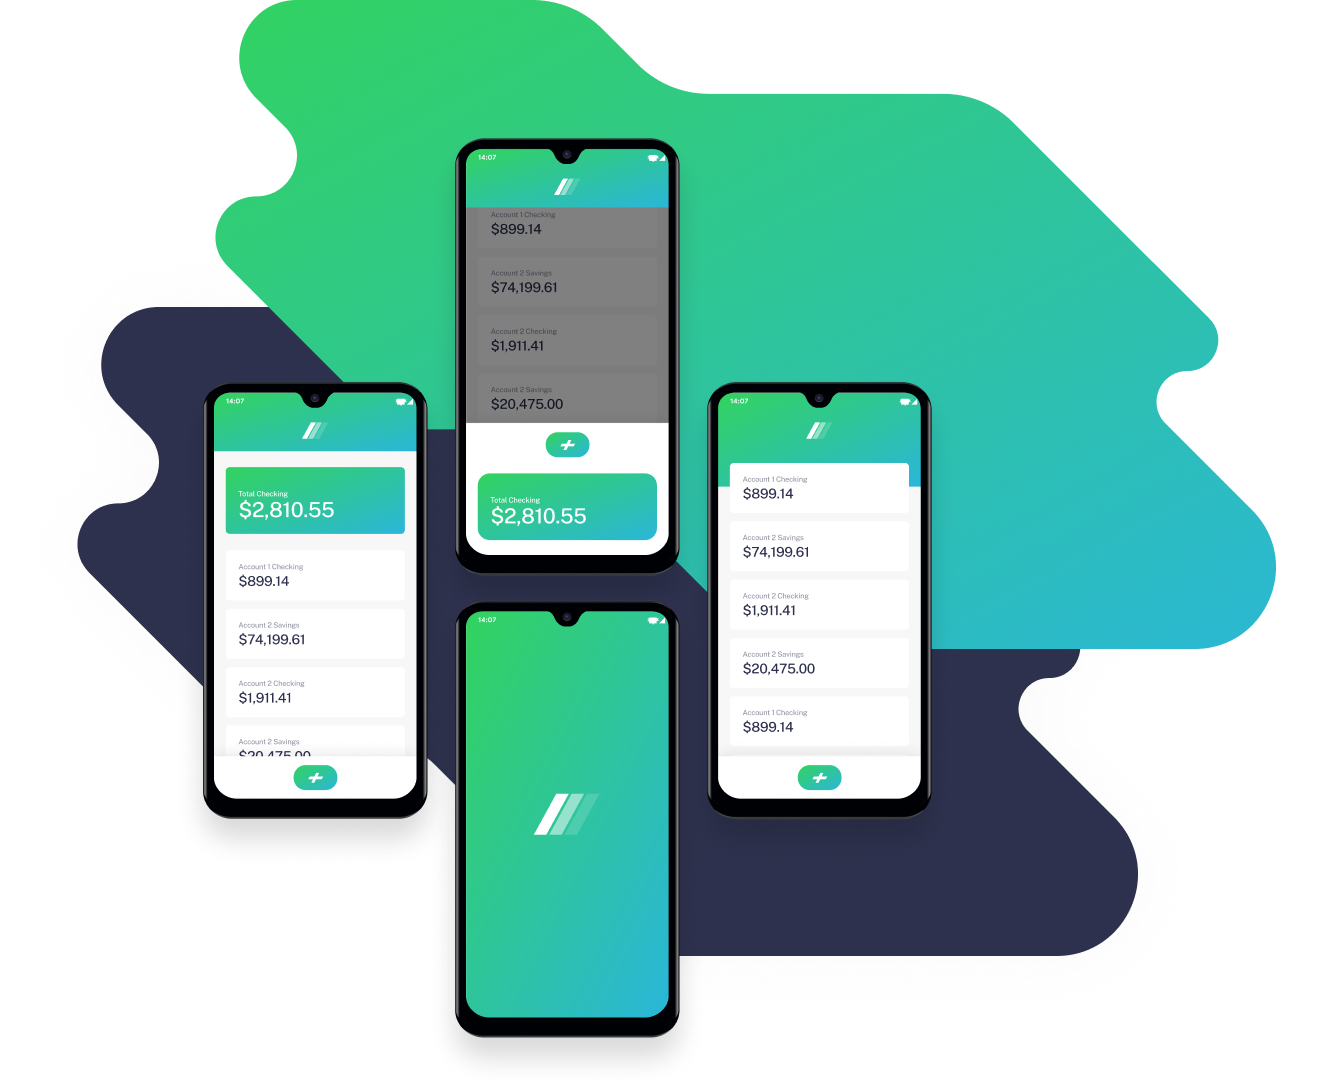 14:07
Account 1 Checking
$899.14
Account 2 Savings
$74,199.61
Account 2 Checking
$1,911.41
Account 2 Savings
$20,475.00
Total Checking
$2,810.55
14:07
Total Checking
$2,810.55
Account 1 Checking
$899.14
Account 2 Savings
$74,199.61
Account 2 Checking
$1,911.41
Account 2 Savings
$20,475.00
14:07
Account 1 Checking
$899.14
Account 2 Savings
$74,199.61
Account 2 Checking
$1,911.41
Account 2 Savings
$20,475.00
Account 1 Checking
$899.14
14:07